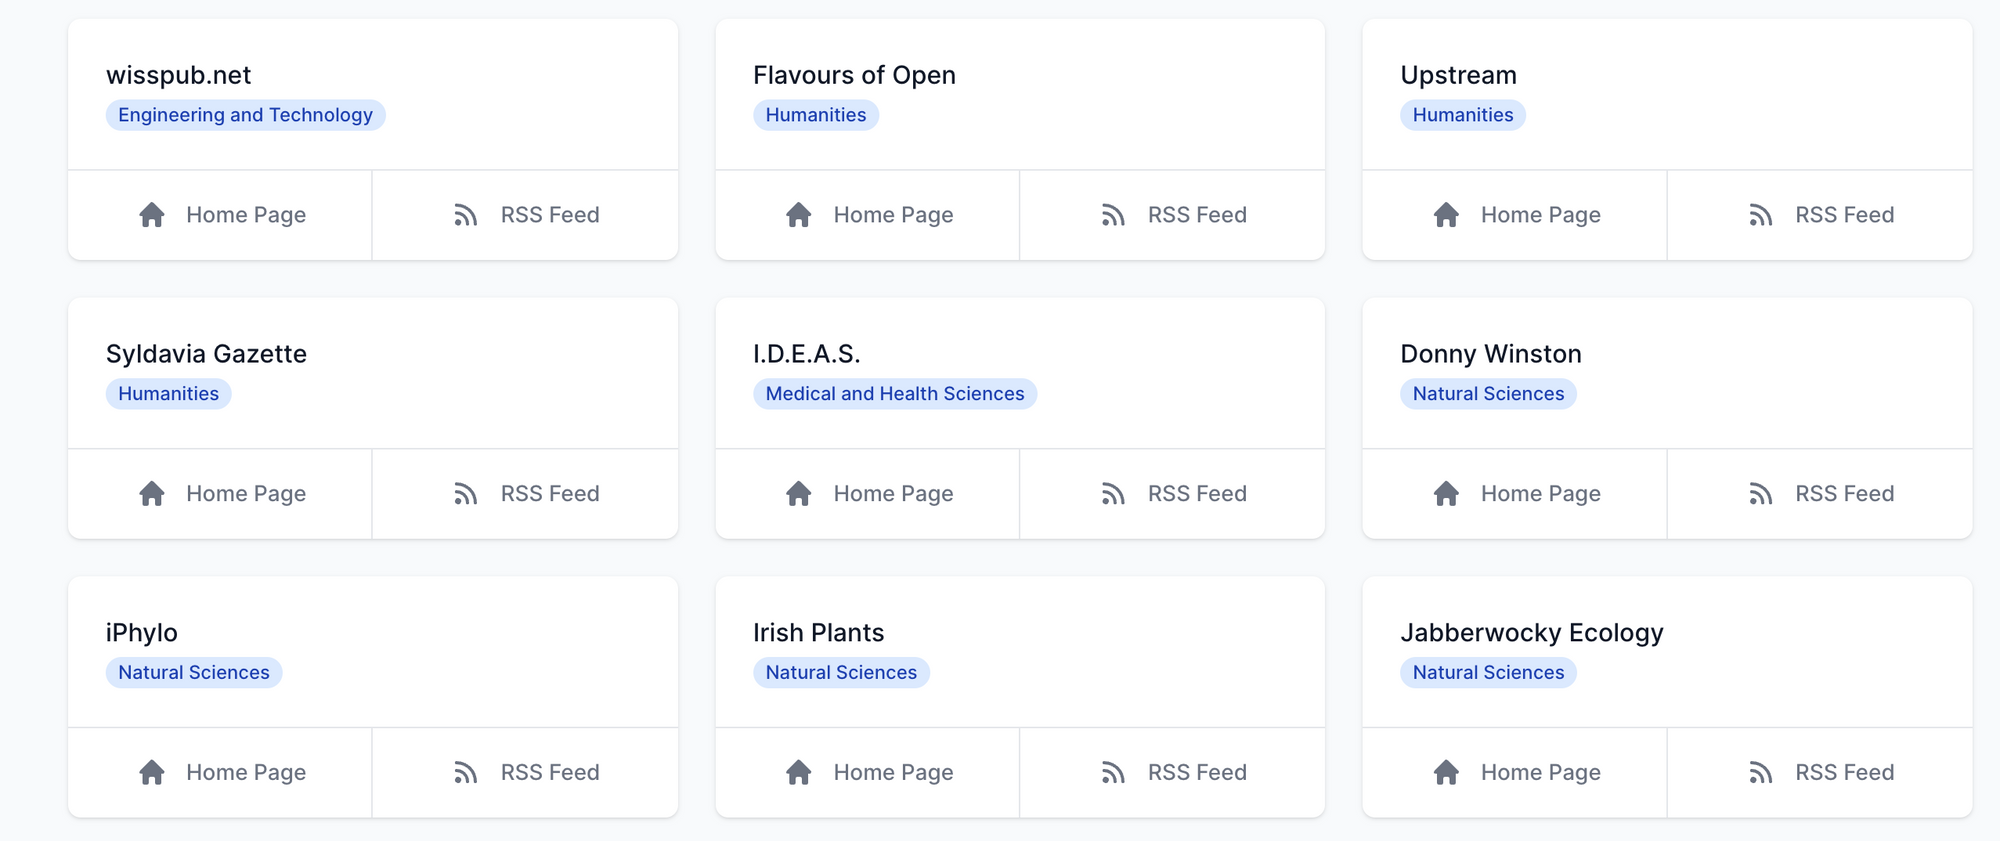 wisspub.net
Engineering and Technology
Home Page
RSS Feed
Flavours of Open
Humanities
Home Page
RSS Feed
Upstream
Humanities
Home Page
RSS Feed
Syldavia Gazette
Humanities
Home Page
RSS Feed
I.D.E.A.S.
Medical and Health Sciences
Home Page
RSS Feed
Donny Winston
Natural Sciences
Home Page
RSS Feed
iPhylo
Natural Sciences
Home Page
RSS Feed
Irish Plants
Natural Sciences
Home Page
RSS Feed
Jabberwocky Ecology
Natural Sciences
Home Page
RSS Feed